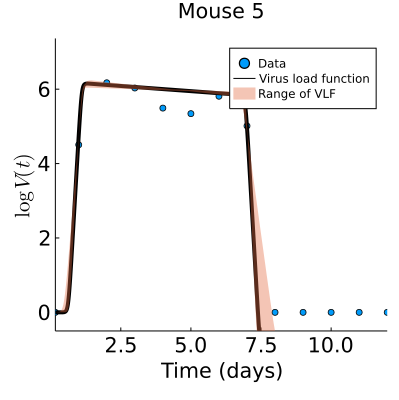 Mouse 5
Data
Virus load function
Range of VLF
log V(t)
6
4
2
0
2.5 5.0 7.5 10.0
Time (days)